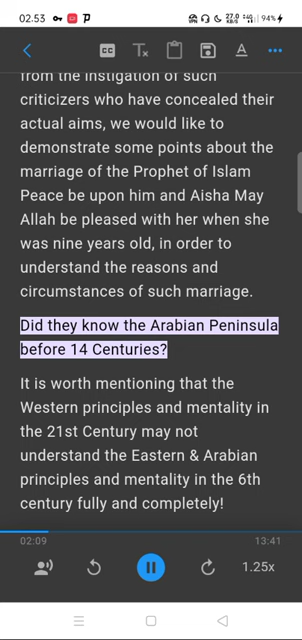 02.53
27.0
KB/S
94%
CC
from the instigation of such
criticizers who have concealed their
actual aims, we would like to
demonstrate some points about the
marriage of the Prophet of Islam
Peace be upon him and Aisha May
Allah be pleased with her when she
was nine years old, in order to
understand the reasons and
circumstances of such marriage.
Did they know the Arabian Peninsula
before 14 Centuries?
It is worth mentioning that the
Western principles and mentality in
the 21st Century may not
understand the Eastern & Arabian
principles and mentality in the 6th
century fully and completely!
02:09
13:41
1.25x